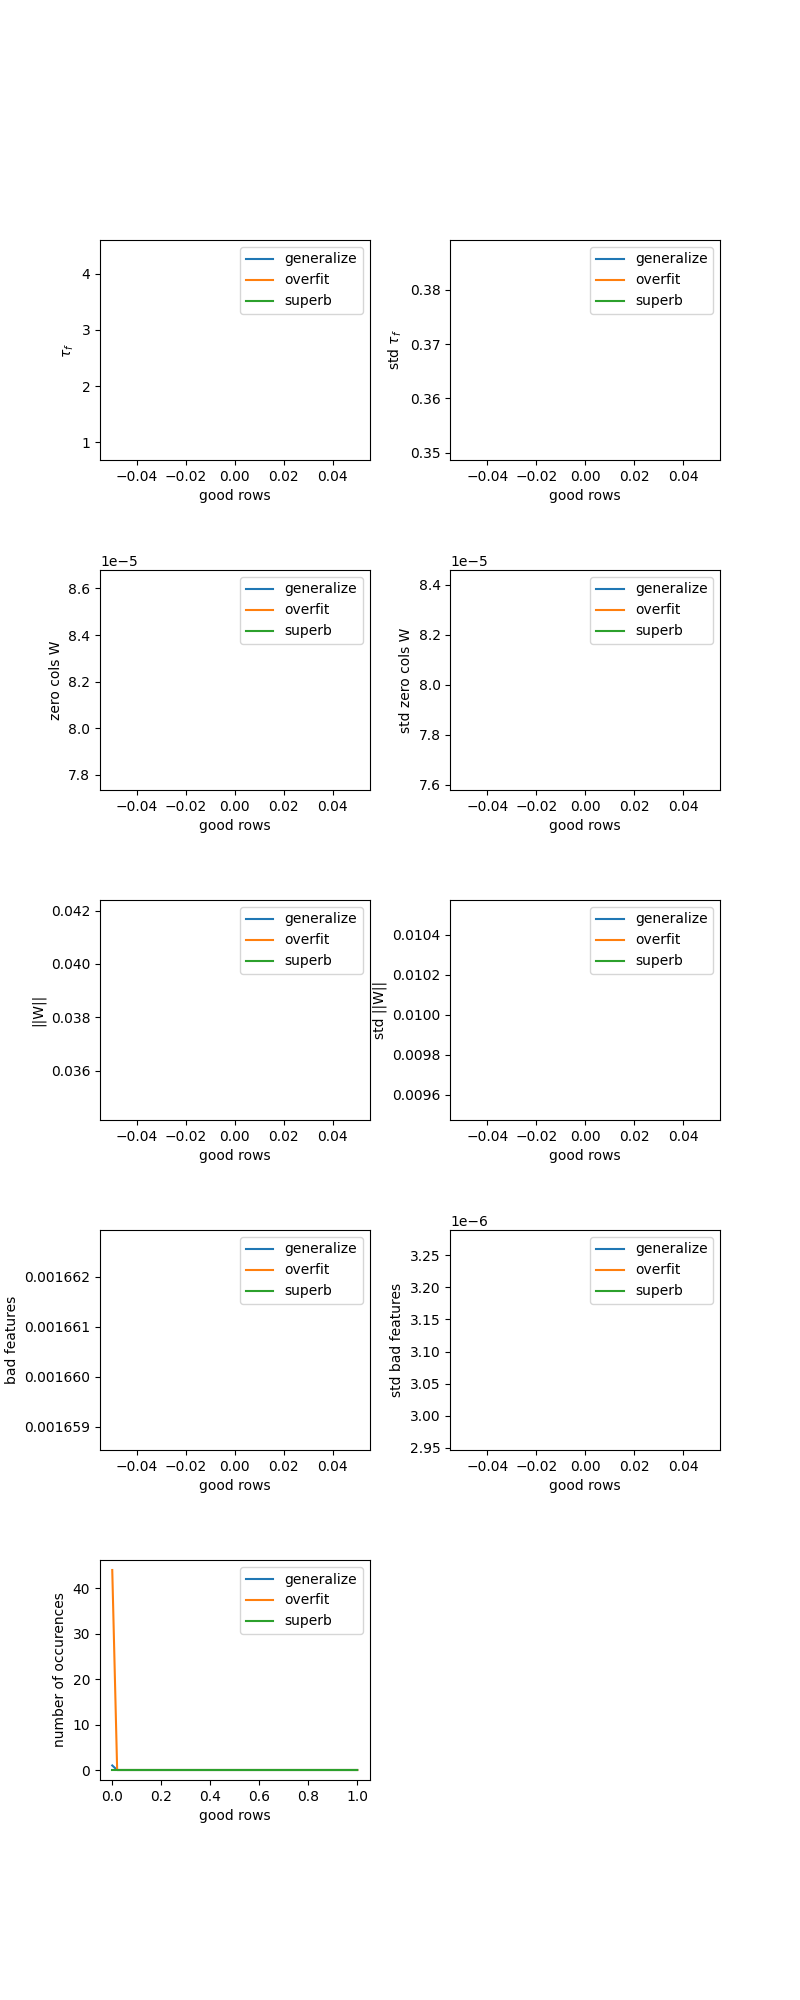 generalize
overfit
superb
τf
4
3
2
1
−0.04 −0.02 0.00 0.02 0.04
good rows
generalize
overfit
superb
std τf
0.38
0.37
0.36
0.35
−0.04 −0.02 0.00 0.02 0.04
good rows
1e−5
generalize
overfit
superb
zero cols W
8.6
8.4
8.2
8.0
7.8
−0.04 −0.02 0.00 0.02 0.04
good rows
1e−5
generalize
overfit
superb
std zero cols W
8.4
8.2
8.0
7.8
7.6
−0.04 −0.02 0.00 0.02 0.04
good rows
generalize
overfit
superb
||W||
0.042
0.040
0.038
0.036
−0.04 −0.02 0.00 0.02 0.04
good rows
generalize
overfit
superb
std ||W||
0.0104
0.0102
0.0100
0.0098
0.0096
−0.04 −0.02 0.00 0.02 0.04
good rows
generalize
overfit
superb
bad features
0.001662
0.001661
0.001660
0.001659
−0.04 −0.02 0.00 0.02 0.04
good rows
1e−6
generalize
overfit
superb
std bad features
3.25
3.20
3.15
3.10
3.05
3.00
2.95
−0.04 −0.02 0.00 0.02 0.04
good rows
generalize
overfit
superb
number of occurences
40
30
20
10
0
0.0 0.2 0.4 0.6 0.8 1.0
good rows